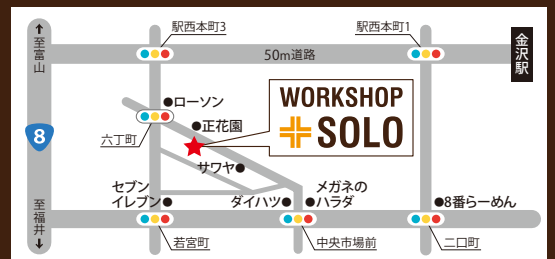 駅西本町3
駅西本町1
至富山
50m道路
金沢駅
ローソン
正花園
六丁町
WORKSHOP
SOLO
8
サワヤ
セブン
イレブン
ダイハツ
メガネの
ハラダ
8番らーめん
至福井
若宮町
中央市場前
二口町